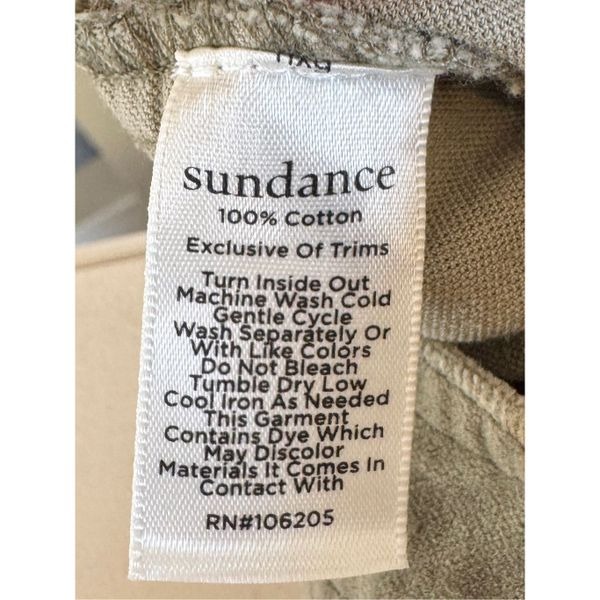 sundance
100% Cotton
Exclusive Of Trims
Turn Inside Out
Machine Wash Cold
Gentle Cycle
Wash Separately Or
With Like Colors
Do Not Bleach
Tumble Dry Low
Cool Iron As Needed
This Garment
Contains Dye Which
May Discolor
Materials It Comes In
Contact With
RN#106205